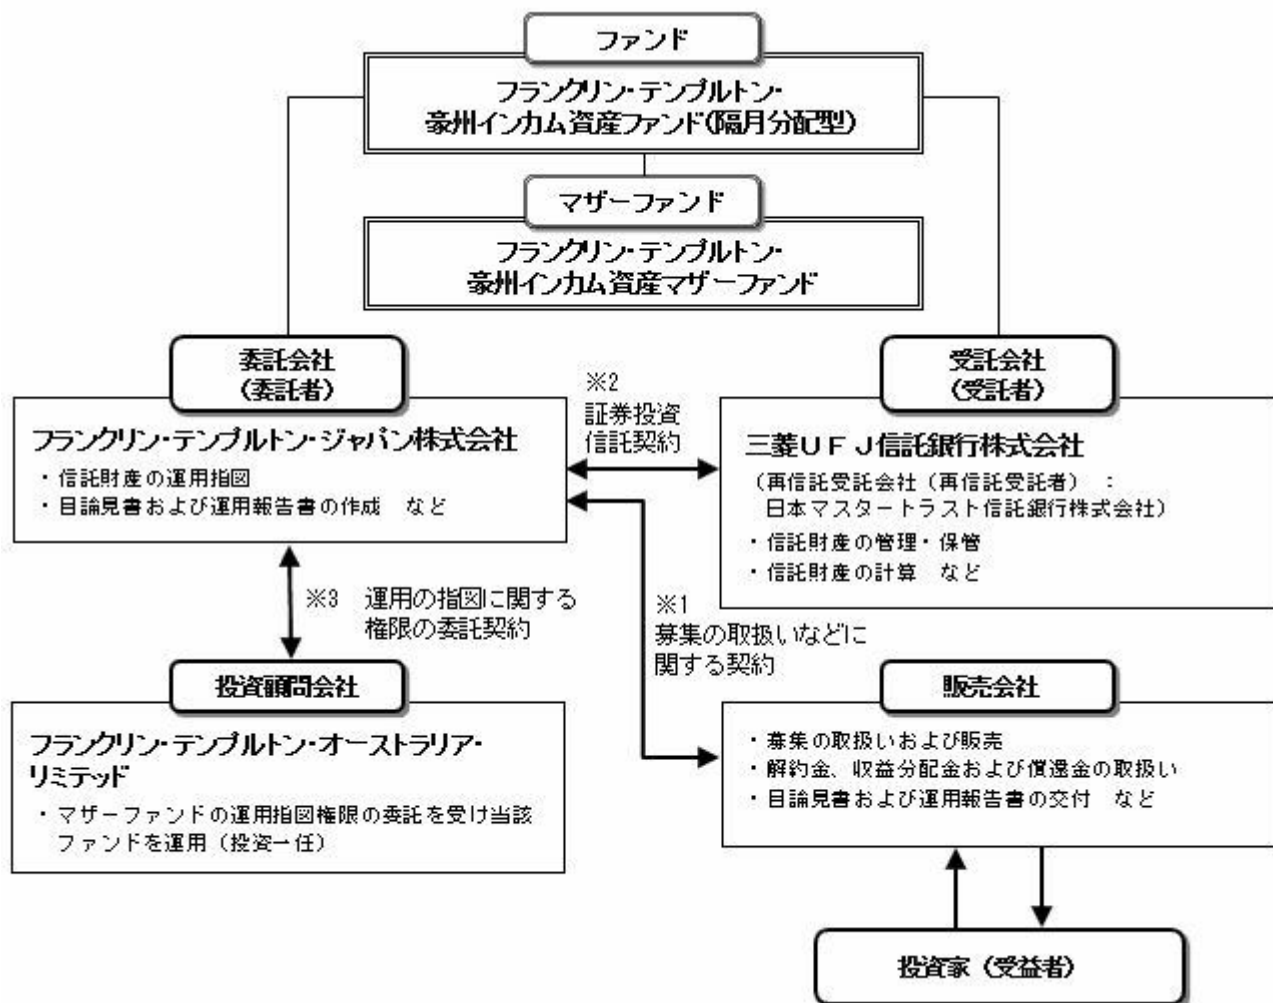 ファンド
フランクリン・テンプルトン・
豪州インカム資産ファンド(隔月分配型)
マザーファンド
フランクリン・テンプルトン・
豪州インカム資産マザーファンド
委託会社
(委託者)
フランクリン・テンプルトン・ジャパン株式会社
・信託財産の運用指図
・目論見書および運用報告書の作成 など
※2
証券投資
信託契約
受託会社
(受託者)
三菱UFJ信託銀行株式会社
(再信託受託会社(再信託受託者) :
日本マスタートラスト信託銀行株式会社)
・信託財産の管理・保管
・信託財産の計算 など
※3 運用の指図に関する
権限の委託契約
※1
募集の取扱いなどに
関する契約
投資顧問会社
フランクリン・テンプルトン・オーストラリア・
リミテッド
・マザーファンドの運用指図権限の委託を受け当該
ファンドを運用(投資一任)
販売会社
・募集の取扱いおよび販売
・解約金、収益分配金および償還金の取扱い
・目論見書および運用報告書の交付 など
投資家(受益者)